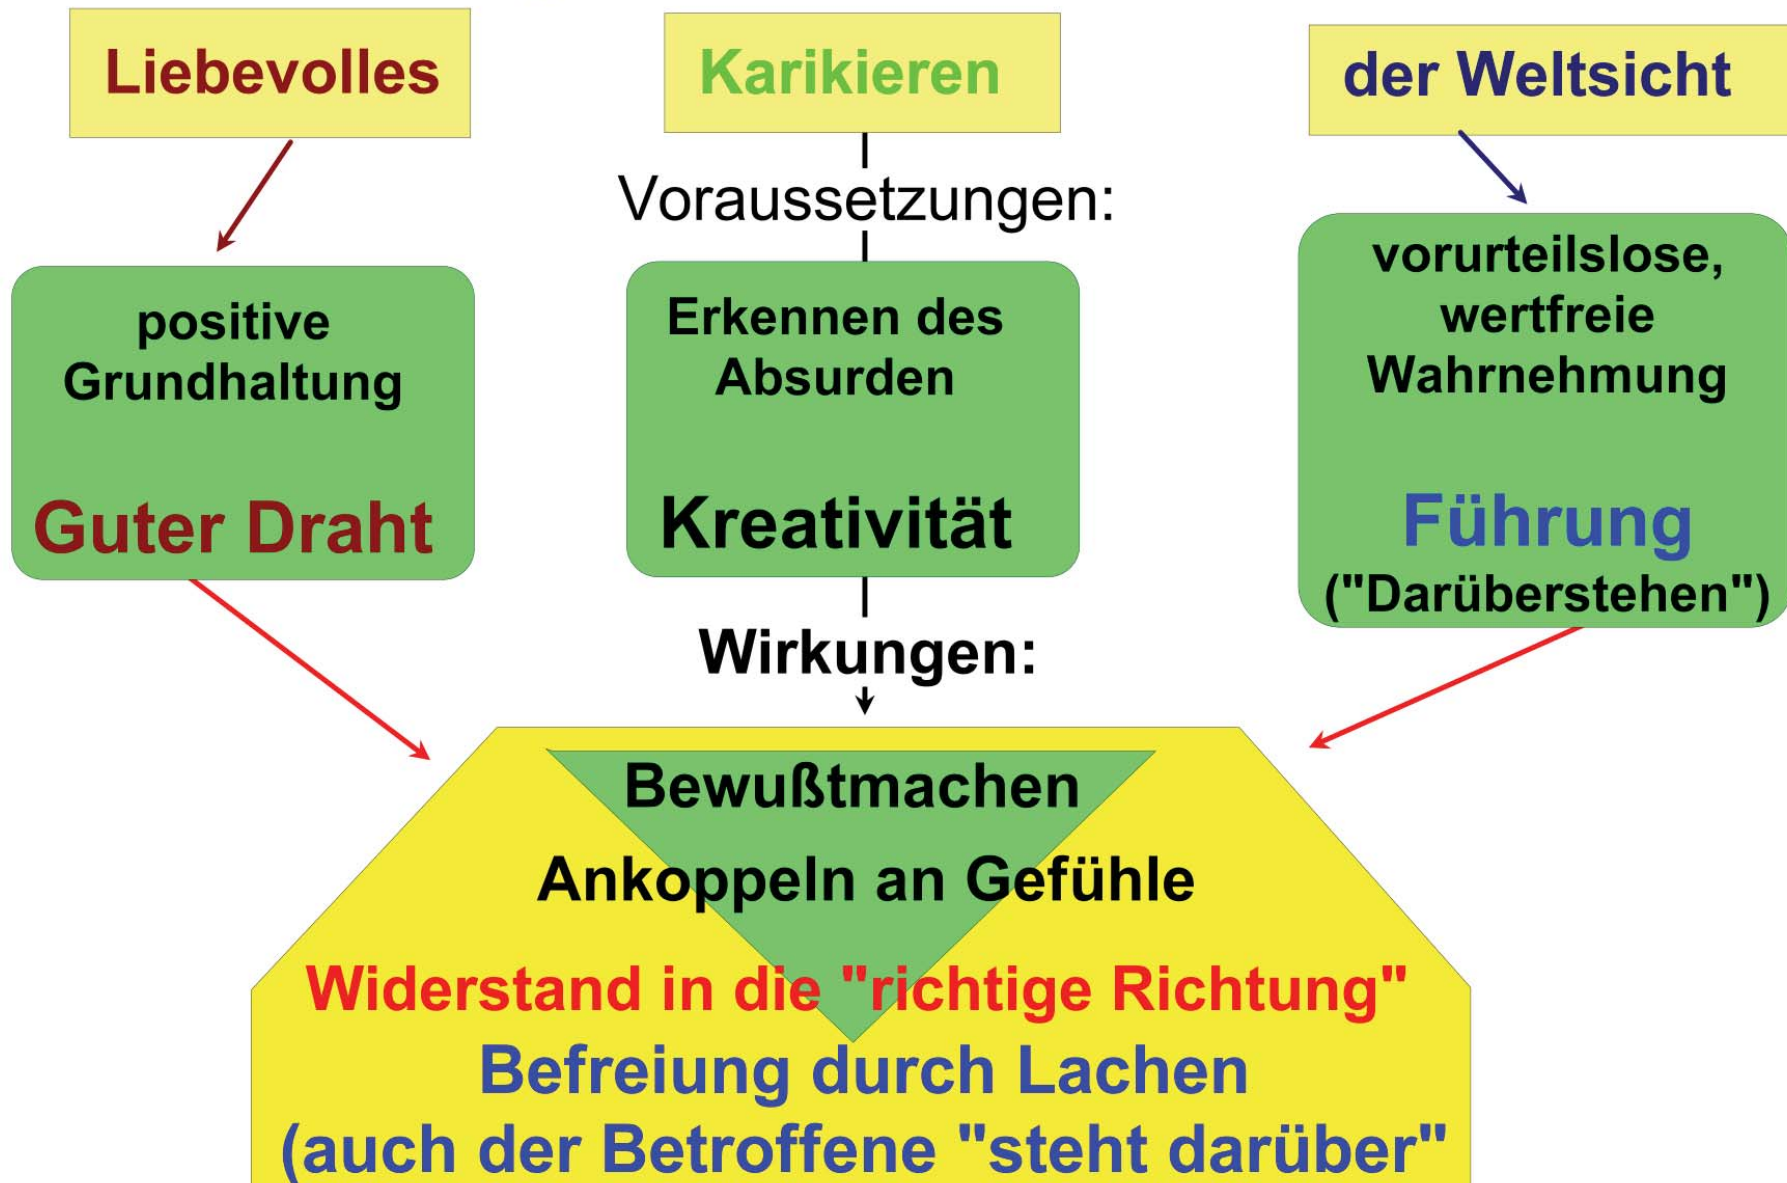 Liebevolles
Karikieren
der Weltsicht
Voraussetzungen:
positive
Grundhaltung
Guter Draht
Erkennen des
Absurden
Kreativität
vorurteilslose,
wertfreie
Wahrnehmung
Führung
("Darüberstehen")
Wirkungen:
Bewußtmachen
Ankoppeln an Gefühle
Widerstand in die "richtige Richtung"
Befreiung durch Lachen
(auch der Betroffene "steht darüber"